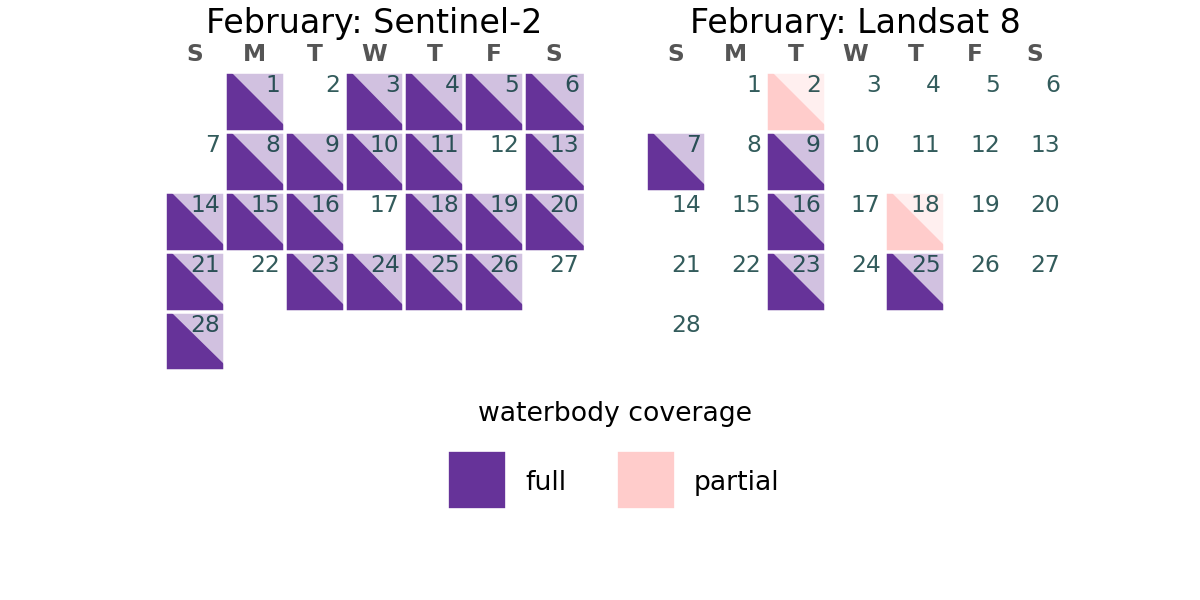 February: Sentinel-2
S M T W T F S
1 2 3 4 5 6
7 8 9 10 11 12 13
14 15 16 17 18 19 20
21 22 23 24 25 26 27
28
February: Landsat 8
S M T W T F S
1 2 3 4 5 6
7 8 9 10 11 12 13
14 15 16 17 18 19 20
21 22 23 24 25 26 27
28
waterbody coverage
full partial